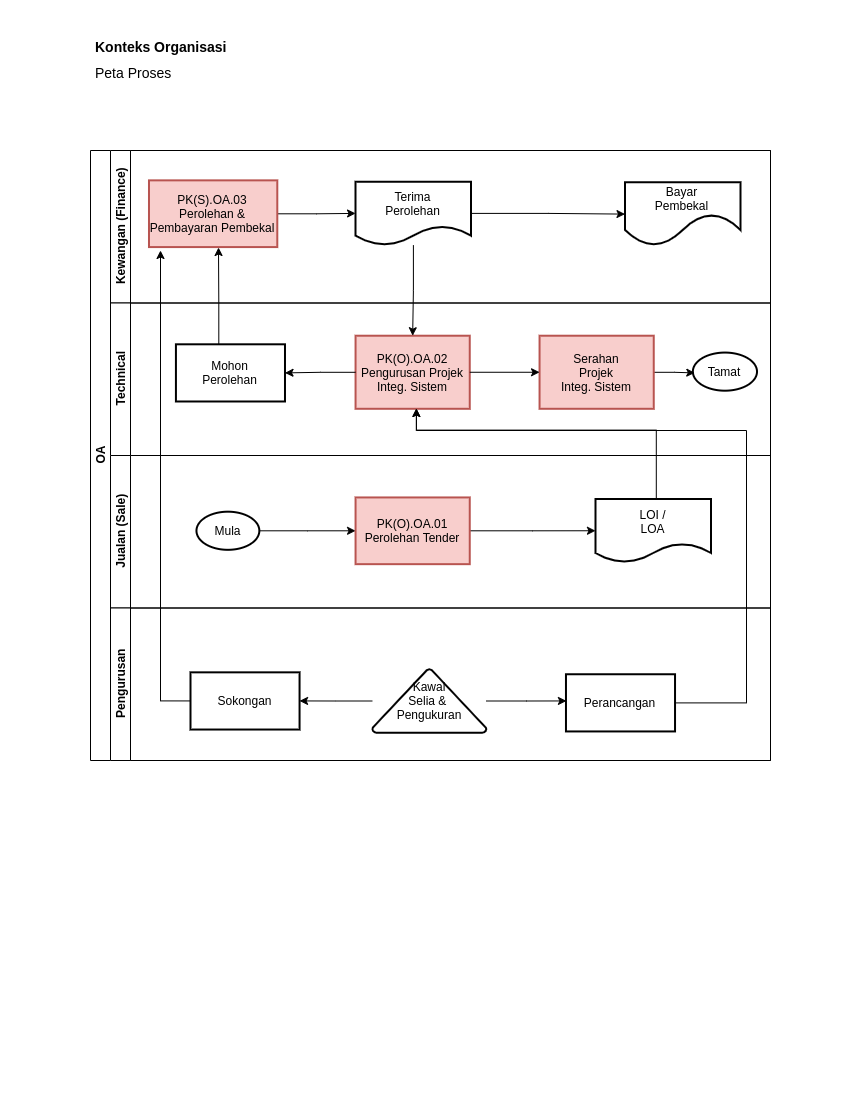 Konteks Organisasi
Peta Proses
OA
Kewangan (Finance)
PK(S).OA.03
Perolehan &
Pembayaran Pembekal
Terima
Perolehan
Bayar
Pembekal
Technical
Mohon
Perolehan
PK(O).OA.02
Pengurusan Projek
Integ. Sistem
Serahan
Projek
Integ. Sistem
Tamat
Jualan (Sale)
Mula
PK(O).OA.01
Perolehan Tender
LOI /
LOA
Pengurusan
Sokongan
Kawal
Selia &
Pengukuran
Perancangan